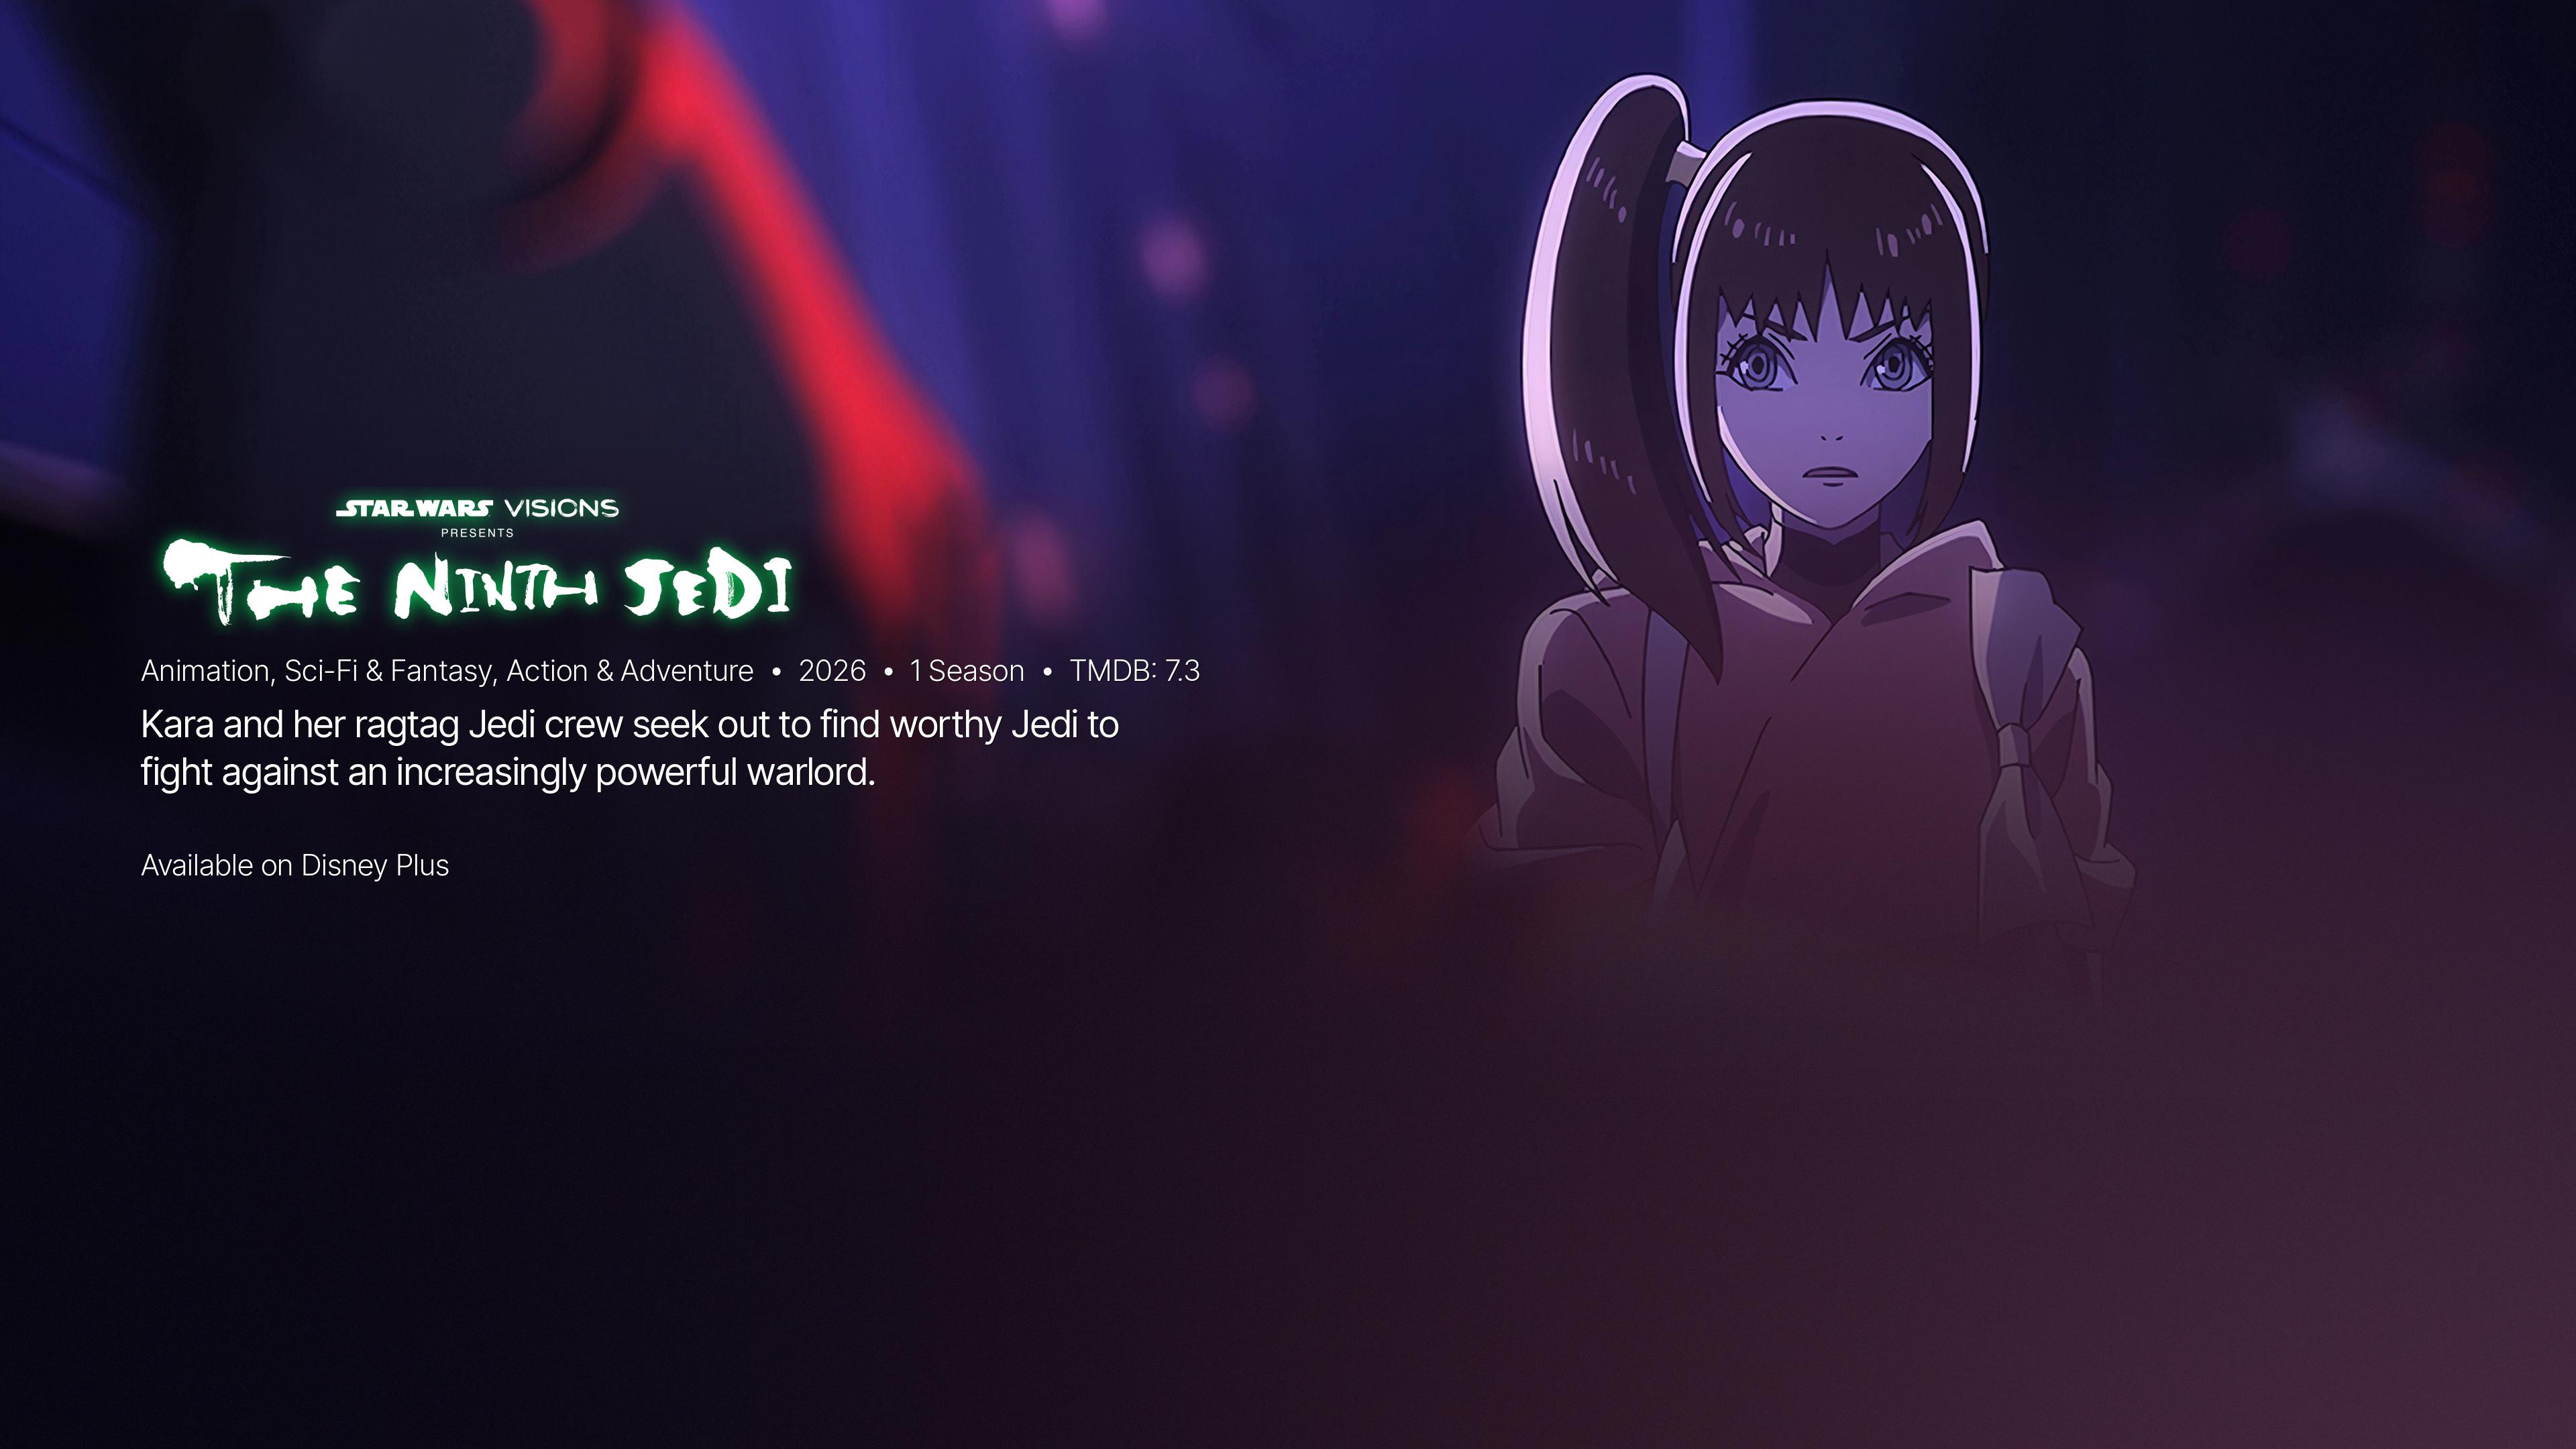 STAR WARS VISIONS
PRESENTS
THE NINTH JEDI
Animation, Sci-Fi & Fantasy, Action & Adventure • 2026 • 1 Season • TMDB: 7.3
Kara and her ragtag Jedi crew seek out to find worthy Jedi to
fight against an increasingly powerful warlord.
Available on Disney Plus